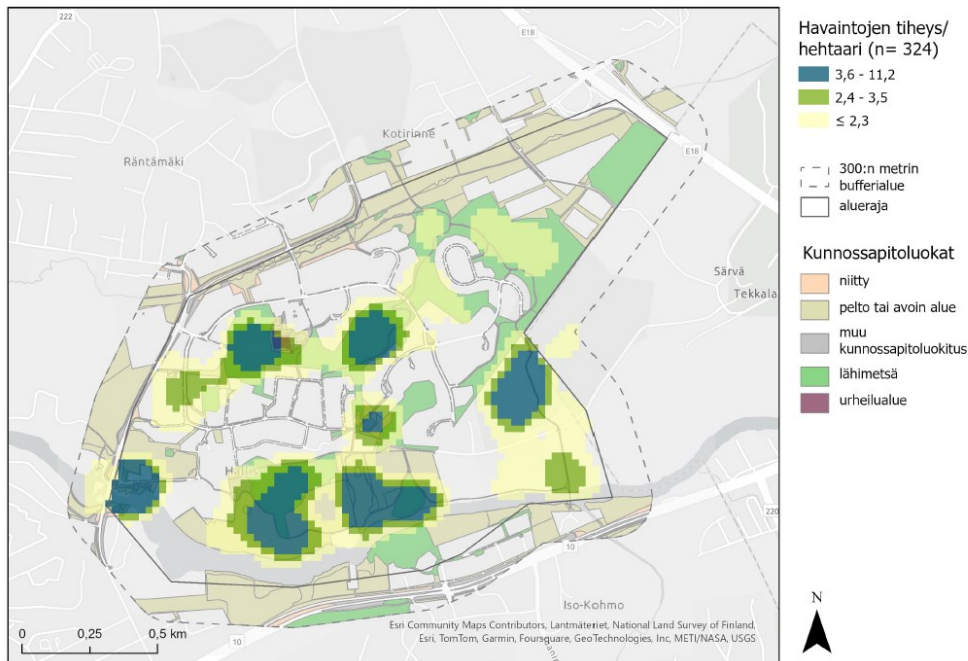 Havaintojen tiheys/
hehtaari (n= 324)
3,6 - 11,2
2,4 - 3,5
≤ 2,3
300:n metrin
bufferialue
alueraja
Kunnossapitoluokat
niitty
pelto tai avoin alue
muu
kunnossapitoluokitus
lähimetsä
urheilualue
222
E18
Kotirinne
Räntämäki
E18
Särvä
Tekkala
220
10
Iso-Kohmo
10
0
0,25
0,5 km
Esri Community Maps Contributors, Lantmäteriet, National Land Survey of Finland,
Esri, TomTom, Garmin, Foursquare, GeoTechnologies, Inc, METI/NASA, USGS
N